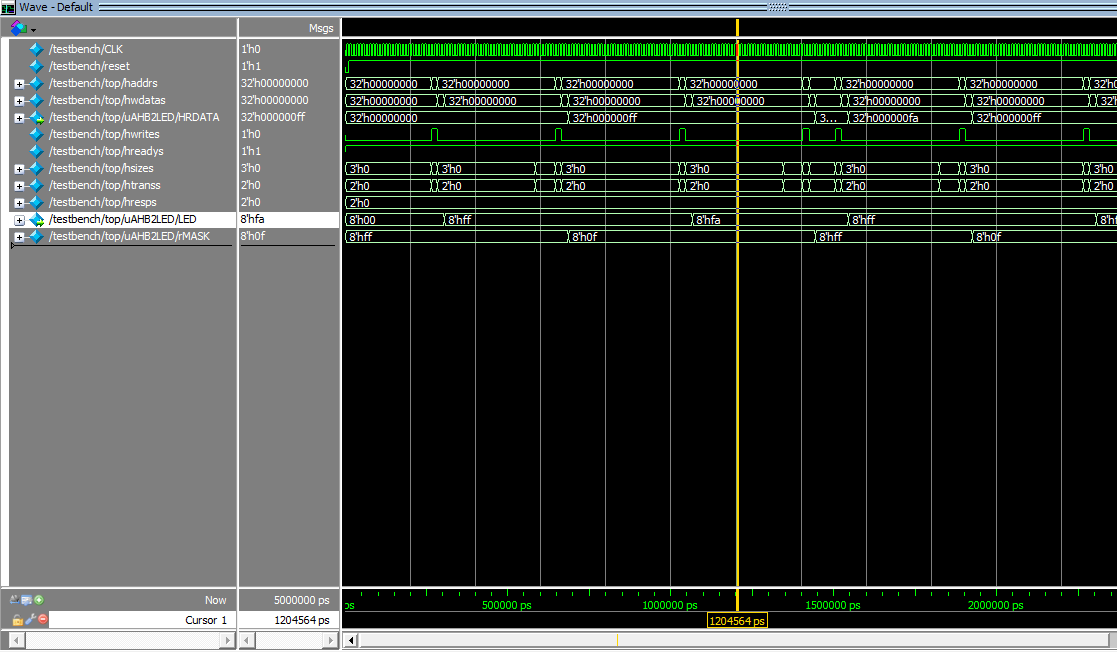 Wave - Default
Msgs
/testbench/CLK 1'h0
/testbench/reset 1'h1
/testbench/top/haddrs 32'h00000000 32'h00000000 32'h00000000 32'h00000000 32'h00000000 32'h00000000 32'h00000000 32'h0
/testbench/top/hwdatas 32'h00000000 32'h00000000 32'h00000000 32'h00000000 32'h00000000 32'h00000000 32'h00000000 32'h
/testbench/top/uAHB2LED/HRDATA 32'h000000ff 32'h00000000 32'h000000ff 3... 32'h000000fa 32'h000000ff
/testbench/top/hwrites 1'h0
/testbench/top/hreadys 1'h1
/testbench/top/hsizes 3'h0 3'h0 3'h0 3'h0 3'h0 3'h0 3'h0 3'h0
/testbench/top/htranss 2'h0 2'h0 2'h0 2'h0 2'h0 2'h0 2'h0 2'h0
/testbench/top/hresps 2'h0 2'h0
/testbench/top/uAHB2LED/LED 8'hfa 8'h00 8'hff 8'hfa 8'hff 8'hf
/testbench/top/uAHB2LED/rMASK 8'h0f 8'hff 8'h0f 8'hff 8'h0f
Now 5000000 ps ps 500000 ps 1000000 ps 1500000 ps 2000000 ps
Cursor 1 1204564 ps 1204564 ps